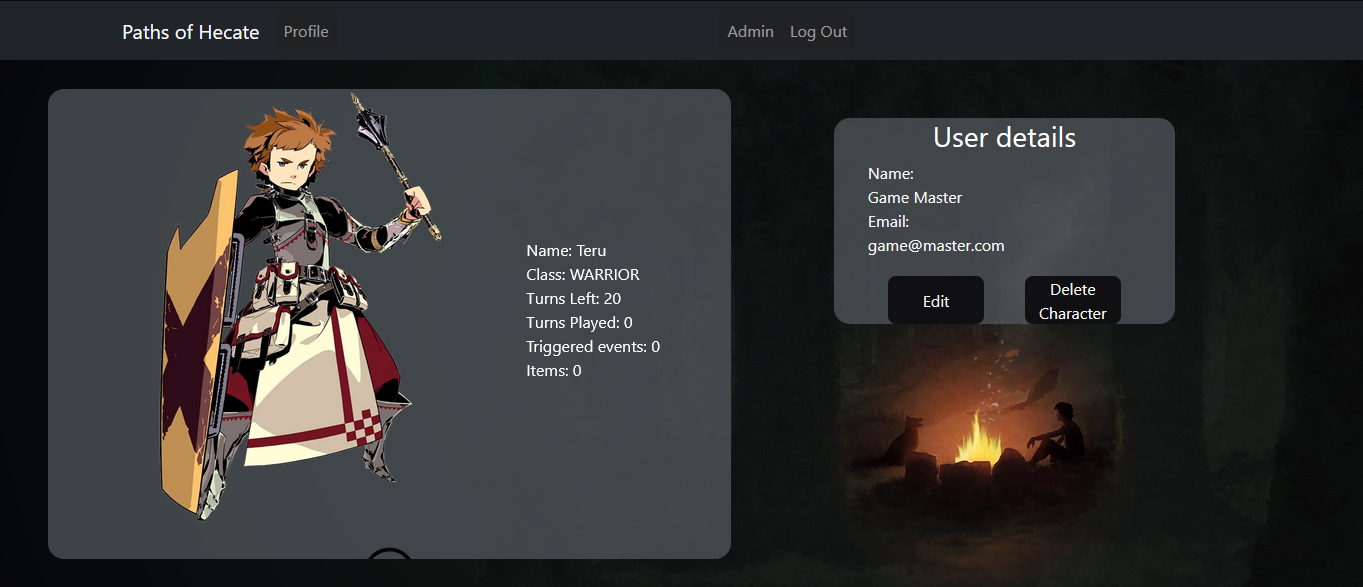 Paths of Hecate Profile Admin Log Out
Name: Teru
Class: WARRIOR
Turns Left: 20
Turns Played: 0
Triggered events: 0
Items: 0
User details
Name:
Game Master
Email:
game@master.com
Edit
Delete
Character